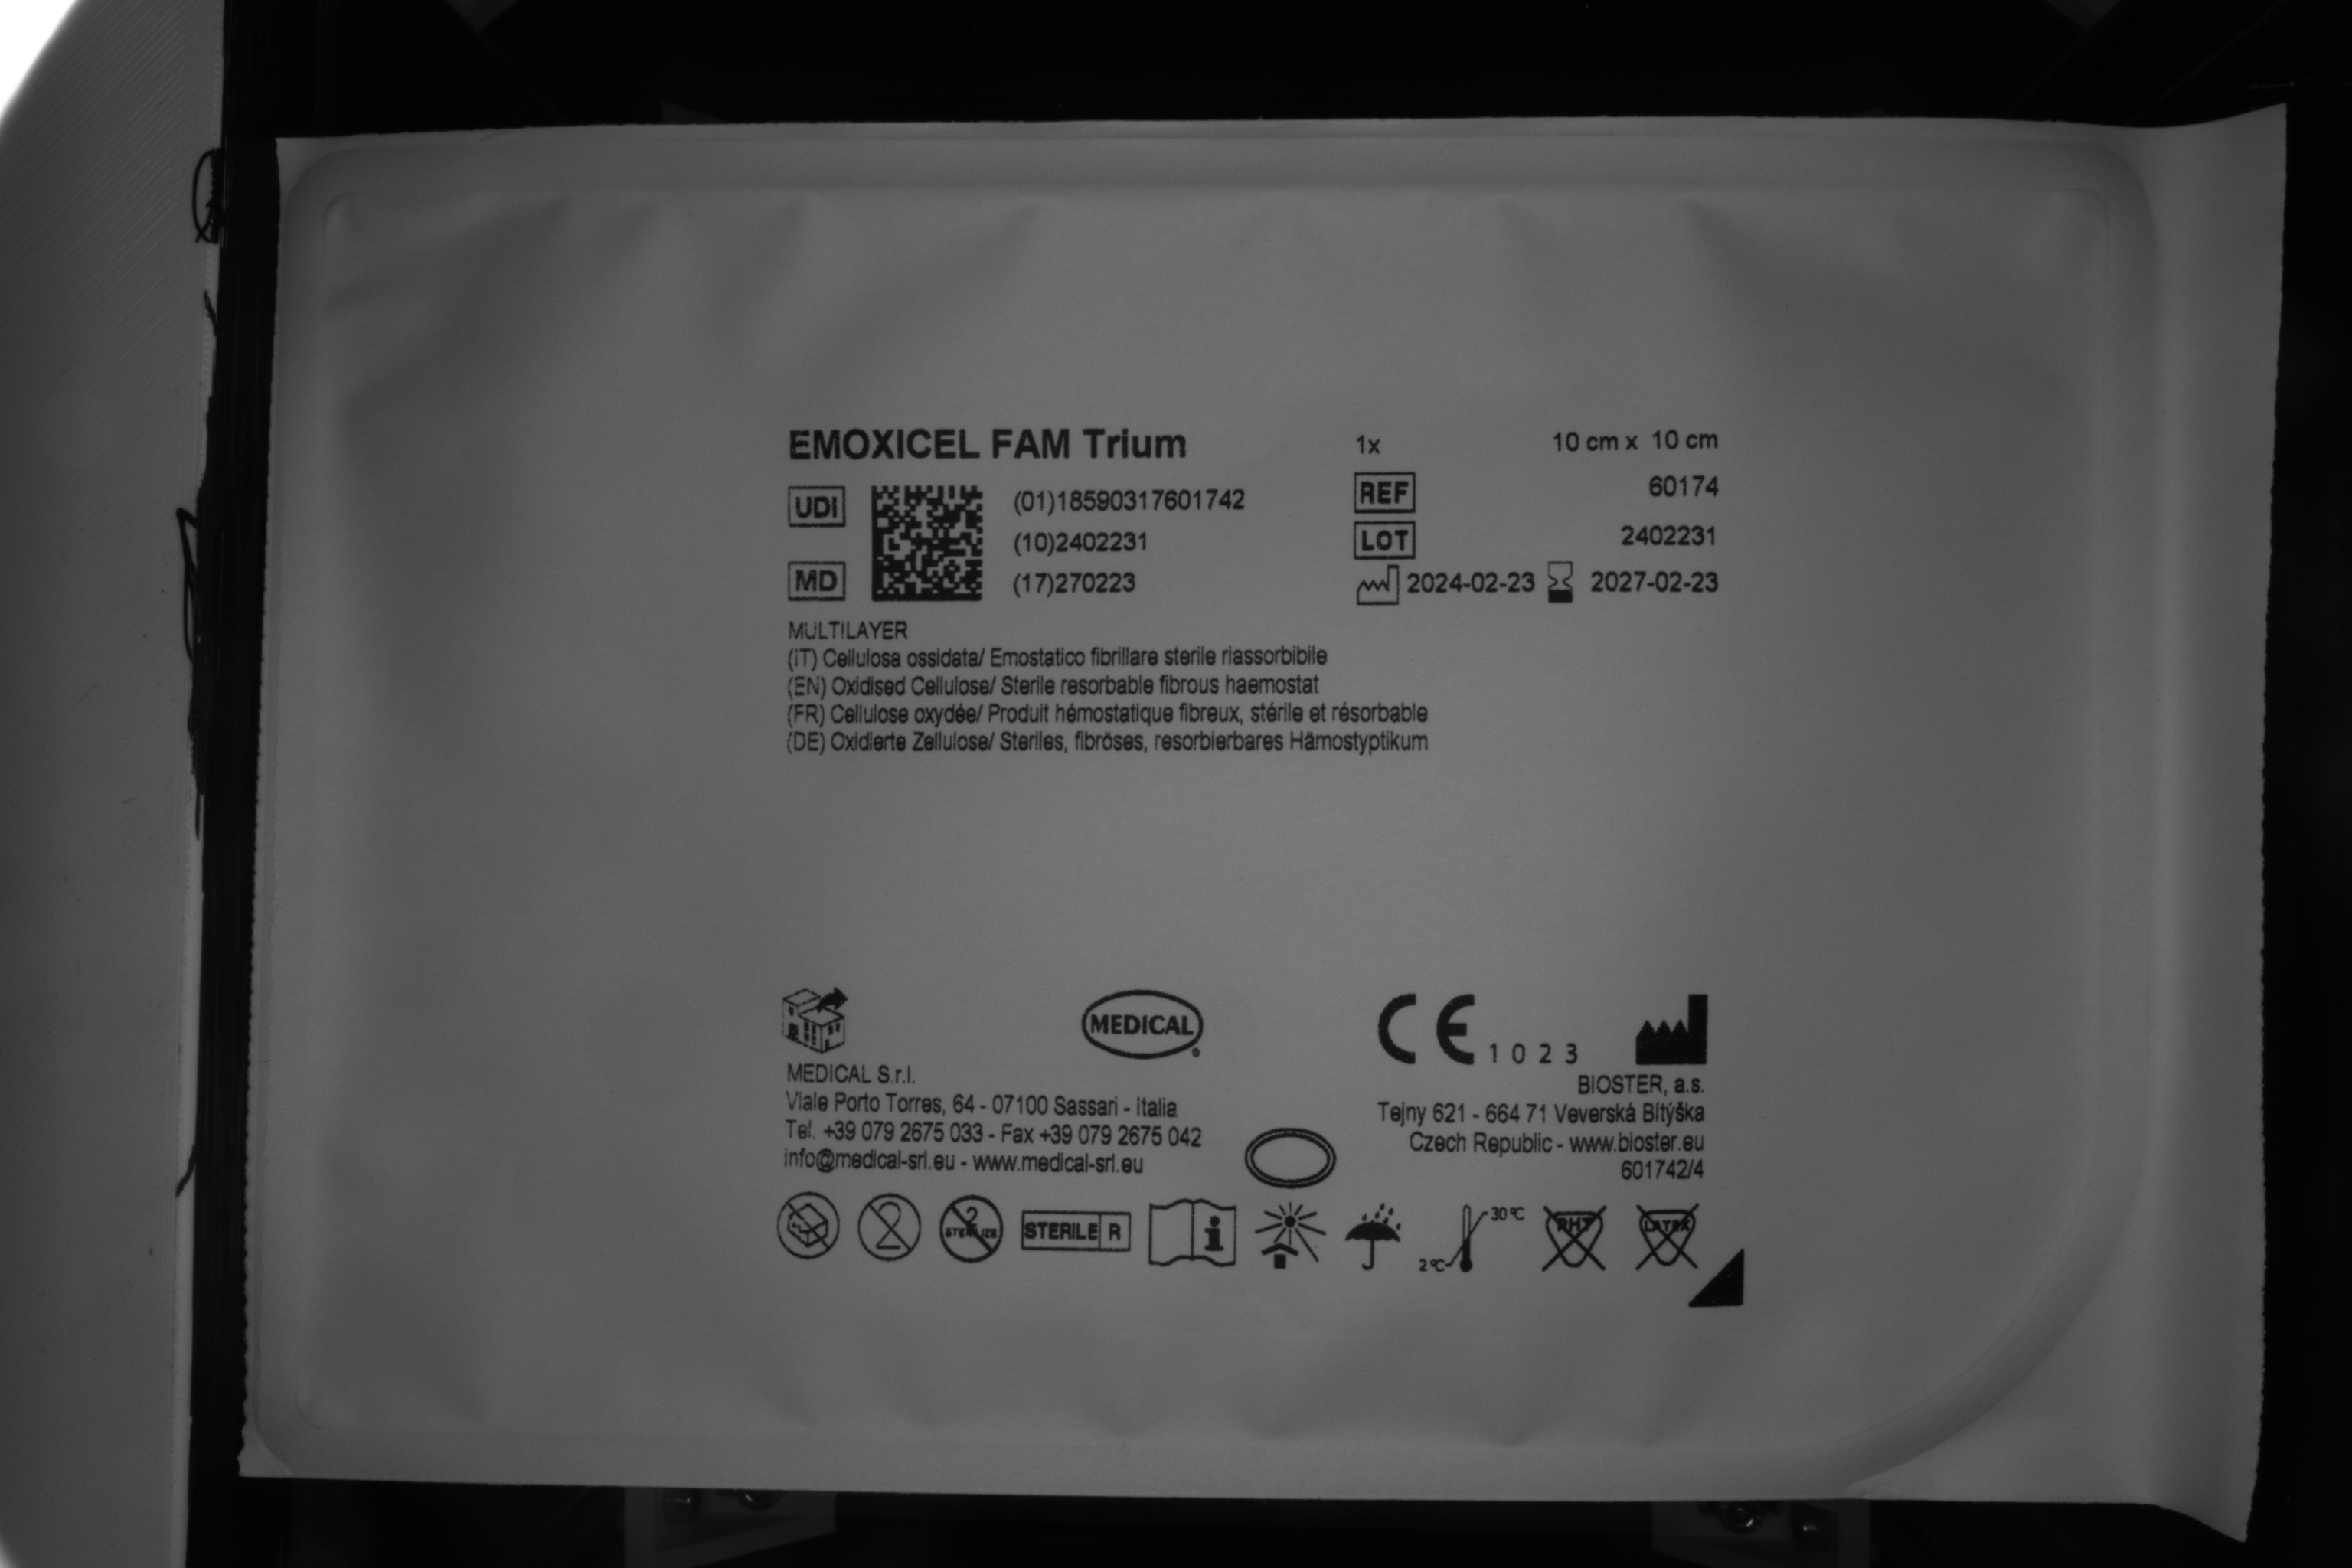 EMOXICEL FAM Trium
1x 10 cm x 10 cm
UDI (01)18590317601742
REF 60174
(10)2402231
LOT 2402231
MD (17)270223
2024-02-23 2027-02-23
MULTILAYER
(IT) Cellulosa ossidata/ Emostatico fibrillare sterile riassorbibile
(EN) Oxidised Cellulose/ Sterile resorbable fibrous haemostat
(FR) Cellulose oxydée/ Produit hémostatique fibreux, stérile et résorbable
(DE) Oxidierte Zellulose/ Steriles, fibröses, resorbierbares Hämostyptikum
MEDICAL
CE 1023
MEDICAL S.r.l.
Viale Porto Torres, 64 - 07100 Sassari - Italia
Tel. +39 079 2675 033 - Fax +39 079 2675 042
info@medical-srl.eu - www.medical-srl.eu
BIOSTER, a.s.
Tejny 621 - 664 71 Veverská Bítýška
Czech Republic - www.bioster.eu
601742/4
2
2 STERILIZE
STERILE R
i
2 °C 30 °C
PHT
LATEX